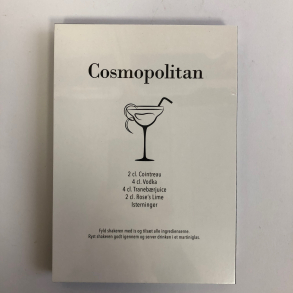 Cosmopolitan
2 cl. Cointreau
4 cl. Vodka
4 cl. Tranebærjuice
2 cl. Rose's Lime
Isterninger
Fyld shakeren med is og tilsæt alle ingredienserne.
Ryst shakeren godt igennem og server drinken i et martiniglas.